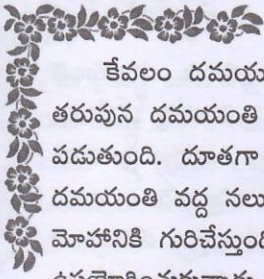 కేవలం దమయ
తరుపున దమయంతి
పడుతుంది. దూతగా
దమయంతి వద్ద నలు
మోహానికి గురిచేస్తుంది